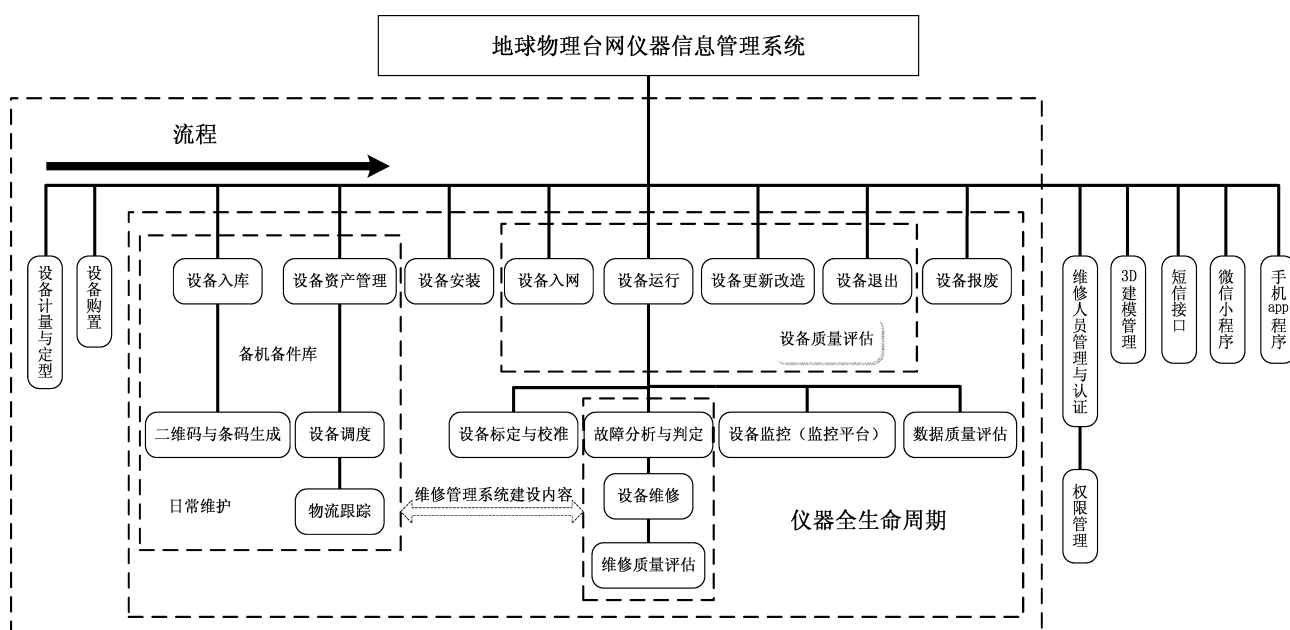 地球物理台网仪器信息管理系统
流程
设备计量与定型
设备购置
设备入库
设备资产管理
设备安装
设备入网
设备运行
设备更新改造
设备退出
设备报废
维修人员管理与认证
3D建模管理
短信接口
微信小程序
手机app程序
设备质量评估
备机备件库
二维码与条码生成
设备调度
设备标定与校准
故障分析与判定
设备监控（监控平台）
数据质量评估
日常维护
物流跟踪
维修管理系统建设内容
设备维修
仪器全生命周期
权限管理
维修质量评估